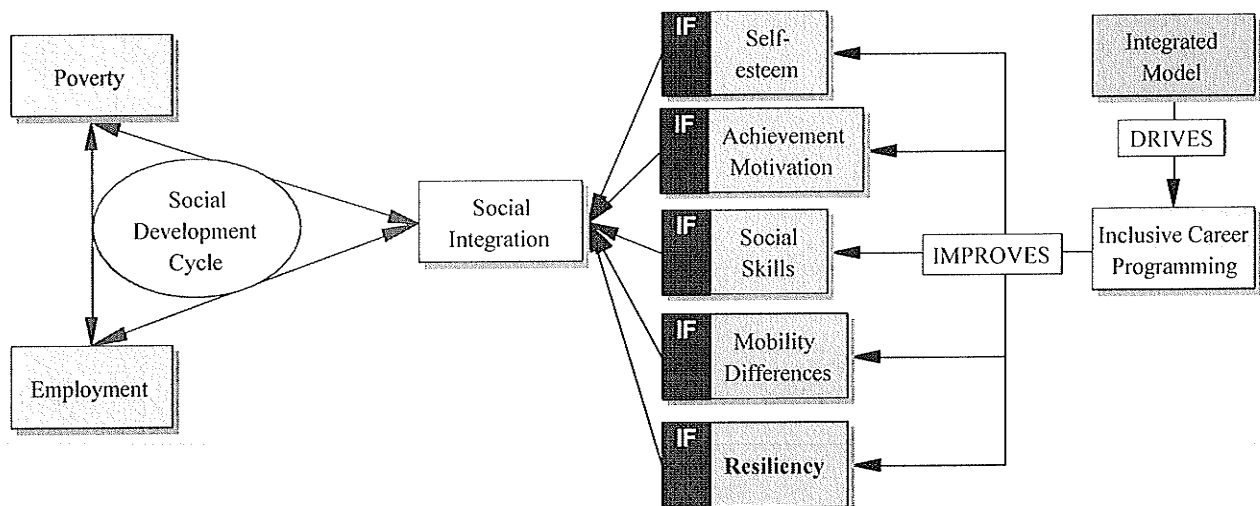 Poverty
Social
Development
Cycle
Employment
Social
Integration
IF
Self-
esteem
IF
Achievement
Motivation
IF
Social
Skills
IF
Mobility
Differences
IF
Resiliency
IMPROVES
Integrated
Model
DRIVES
Inclusive Career
Programming